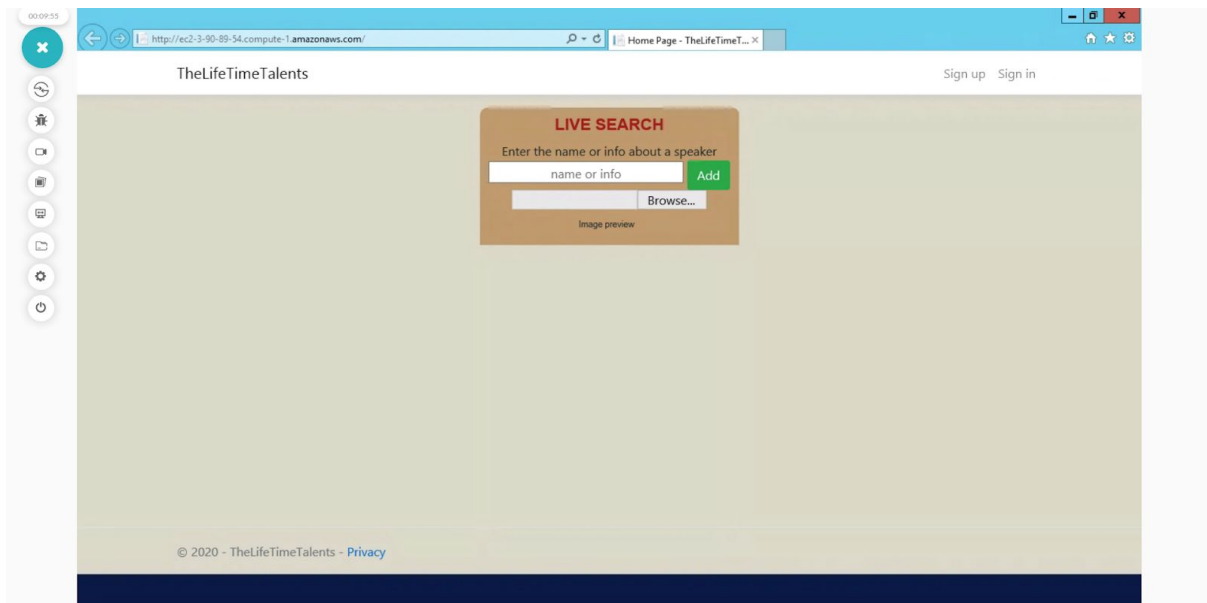 00:09:55
http://ec2-3-90-89-54.compute-1.amazonaws.com/
Home Page - TheLifeTimeT...
TheLifeTimeTalents
Sign up Sign in
LIVE SEARCH
Enter the name or info about a speaker
name or info
Add
Browse...
Image preview
© 2020 - TheLifeTimeTalents - Privacy